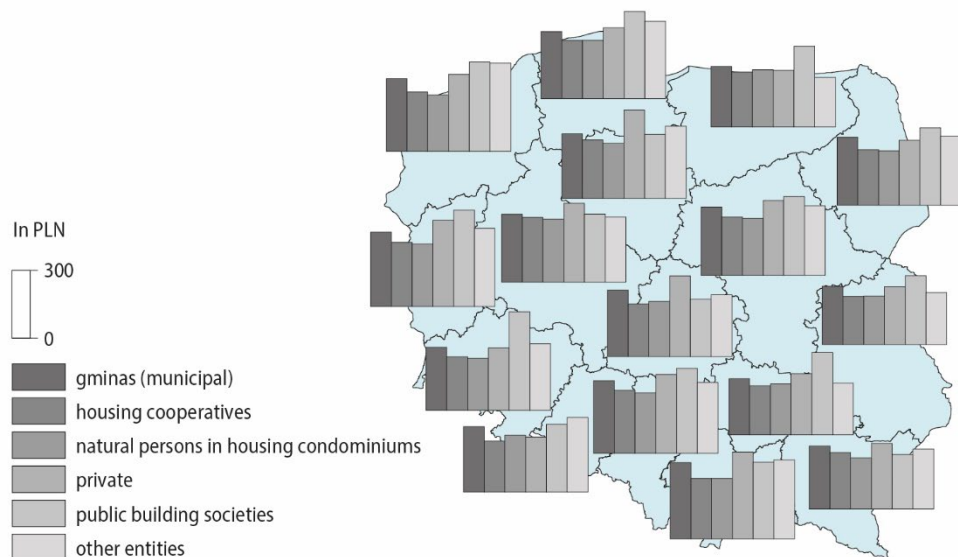 In PLN
300
0
gminas (municipal)
housing cooperatives
natural persons in housing condominiums
private
public building societies
other entities